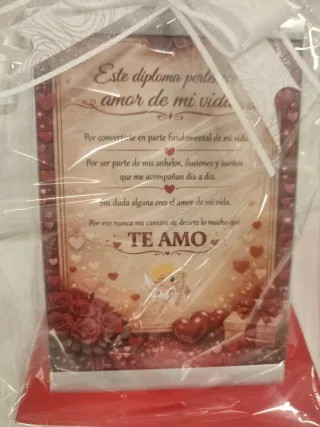 Este diploma pertenece
amor de mi vida
Por convertirte en parte fundamental de mi vida
Por ser parte de mis anhelos, ilusiones y sueños
que me acompañan día a día.
Sin duda alguna eres el amor de mi vida.
Por eso nunca me cansaré de decirte lo mucho que
TE AMO